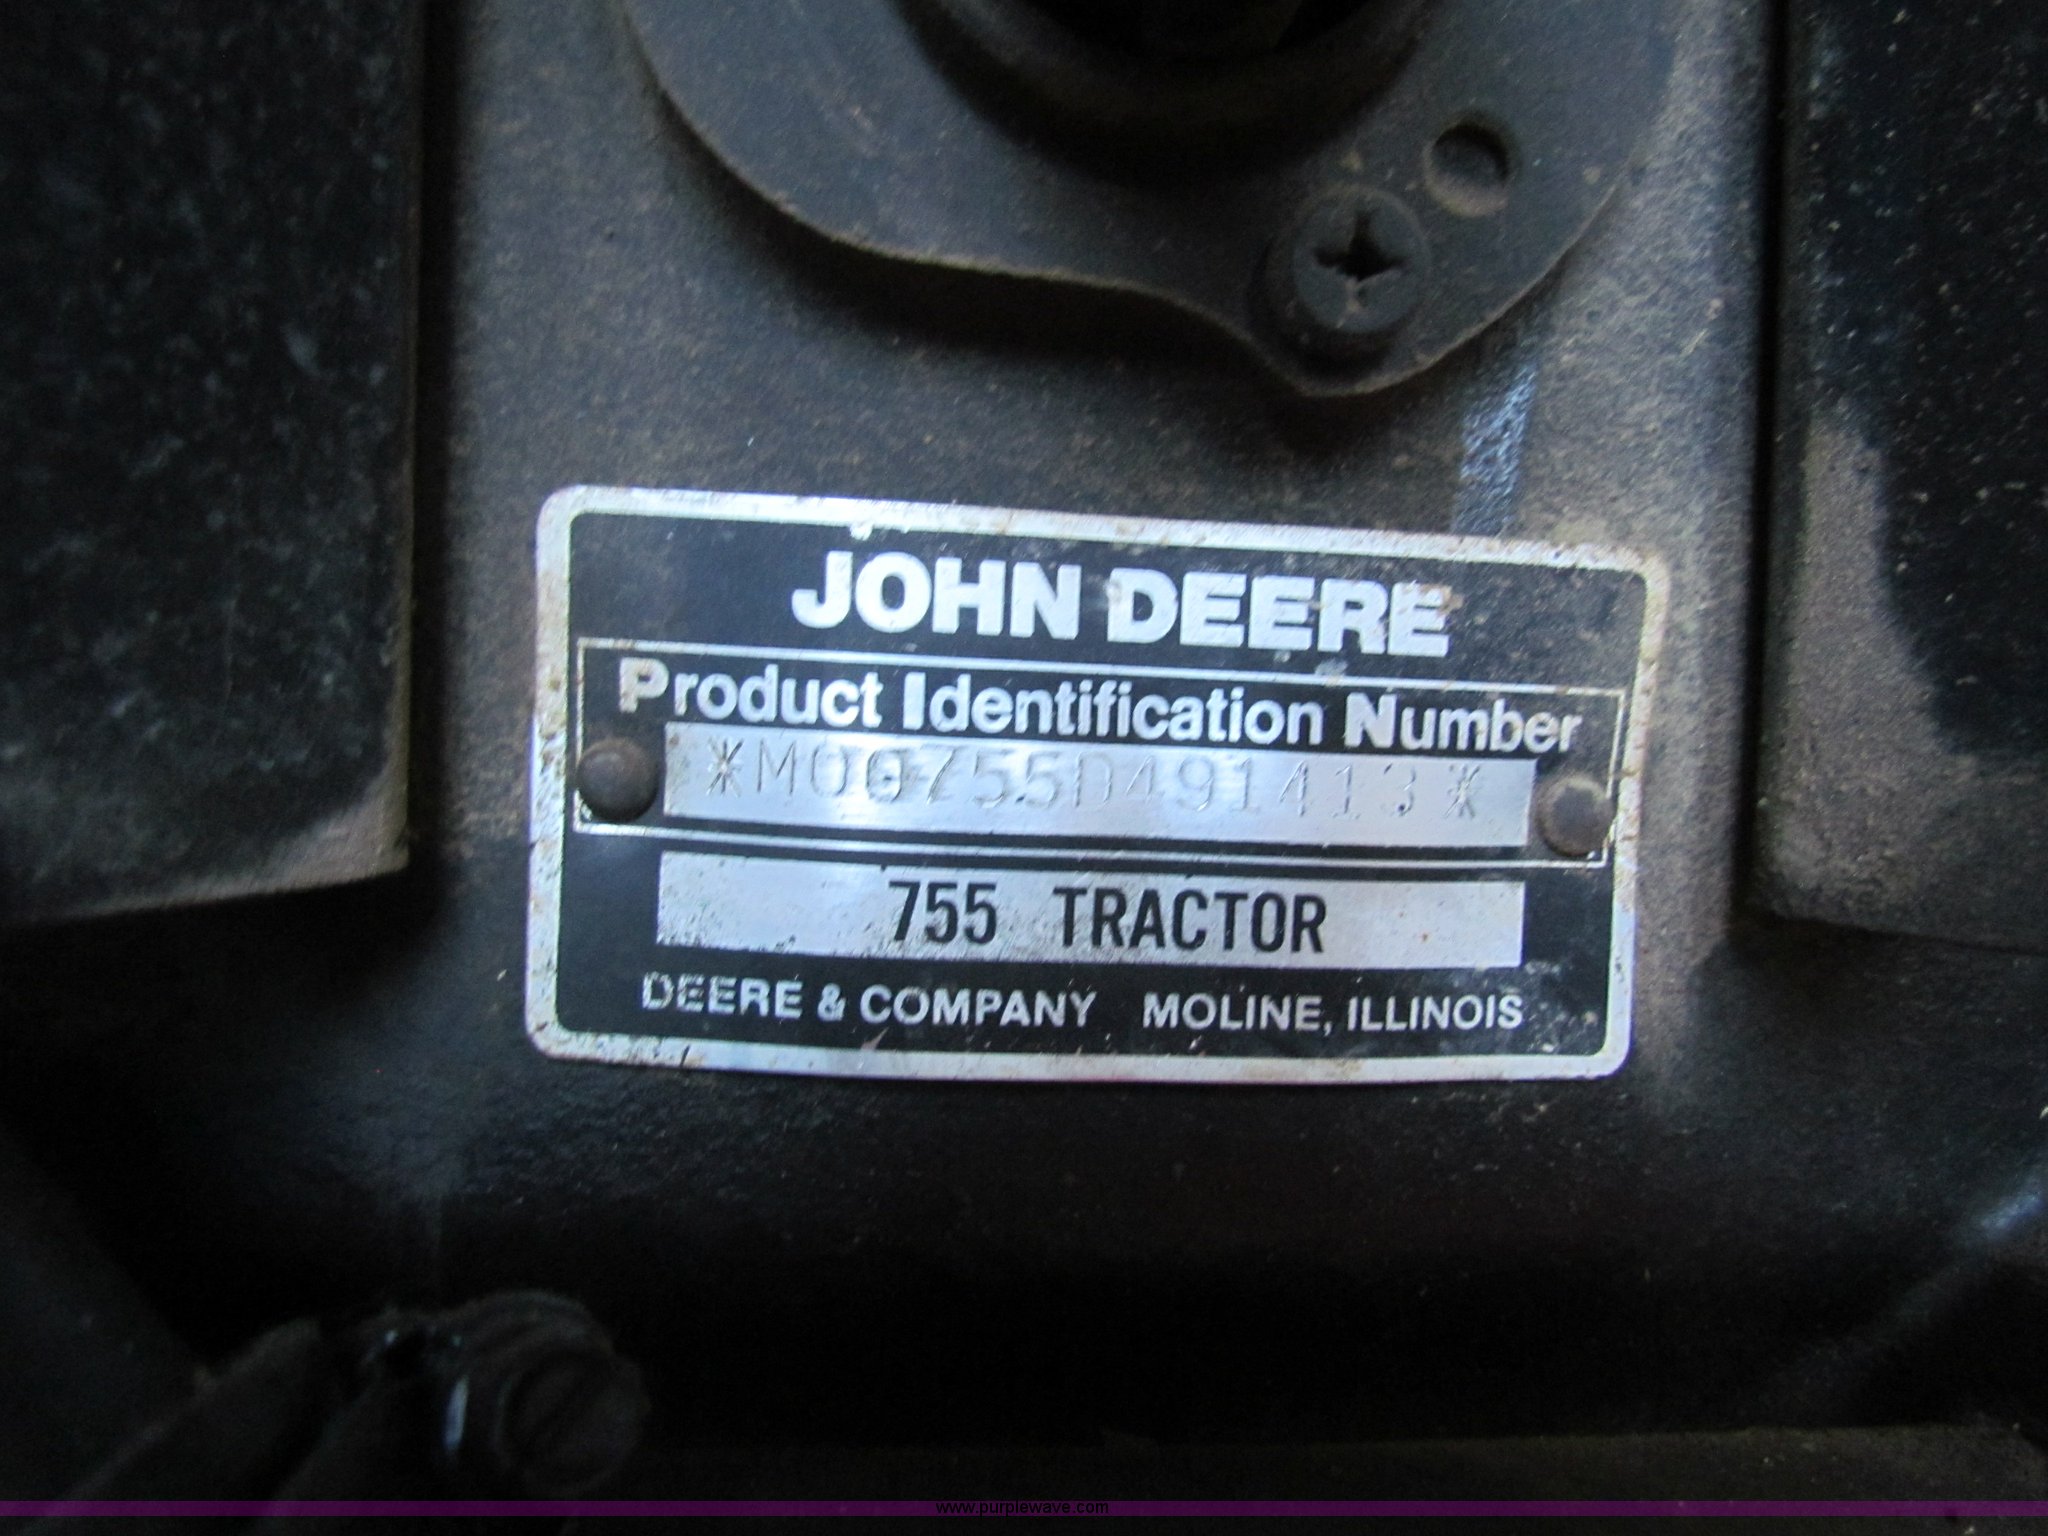 JOHN DEERE
Product Identification Number
*M00755D491413*
755 TRACTOR
DEERE & COMPANY MOLINE, ILLINOIS
www.purplewave.com